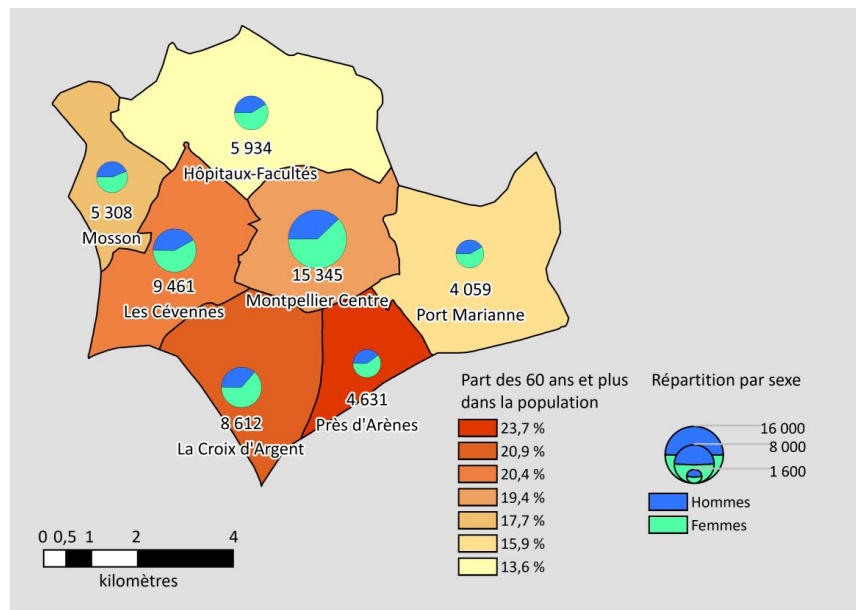 5 934
Hôpitaux-Facultés
5 308
Mosson
9 461
Les Cévennes
15 345
Montpellier Centre
4 059
Port Marianne
8 612
La Croix d'Argent
4 631
Près d'Arènes
Part des 60 ans et plus
dans la population
23,7 %
20,9 %
20,4 %
19,4 %
17,7 %
15,9 %
13,6 %
Répartition par sexe
16 000
8 000
1 600
Hommes
Femmes
0 0,5 1 2 4
kilomètres